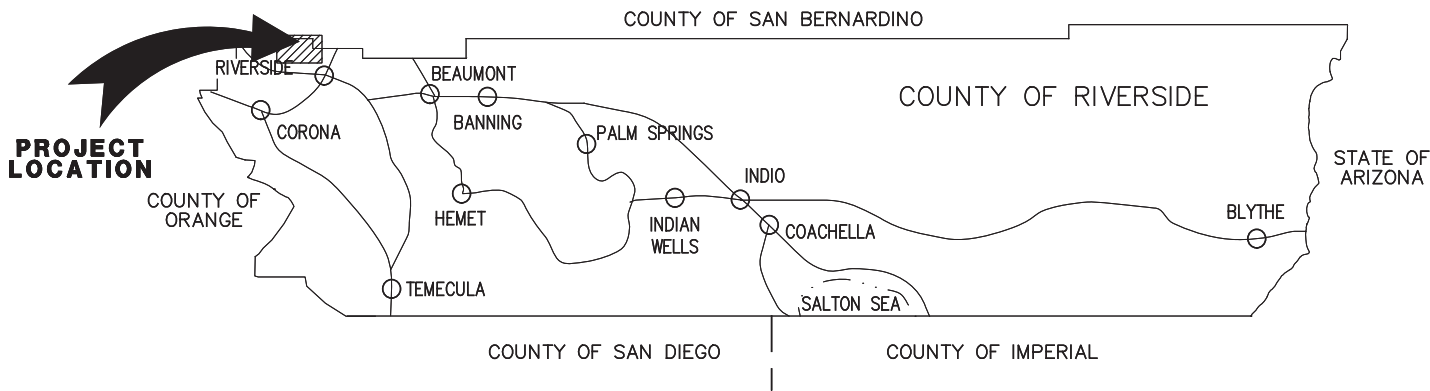 COUNTY OF SAN BERNARDINO
RIVERSIDE
BEAUMONT
COUNTY OF RIVERSIDE
BANNING
CORONA
PALM SPRINGS
PROJECT
LOCATION
STATE OF
ARIZONA
INDIO
COUNTY OF
ORANGE
HEMET
INDIAN
WELLS
COACHELLA
BLYTHE
TEMECULA
SALTON SEA
COUNTY OF SAN DIEGO
COUNTY OF IMPERIAL